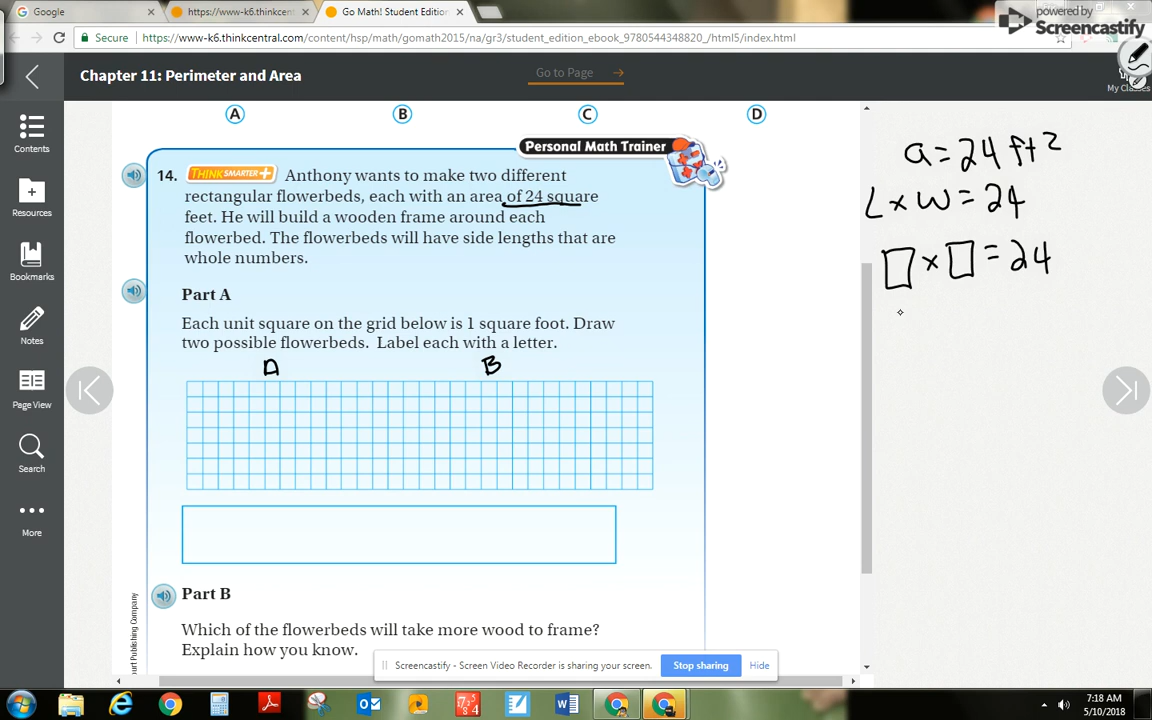 Google
https://www-k6.thinkcent
Go Math! Student Edition
powered by
Screencastify
Secure
https://www-k6.thinkcentral.com/content/hsp/math/gomath2015/na/gr3/student_edition_ebook_9780544348820_/html5/index.html
Chapter 11: Perimeter and Area
Go to Page
My Classes
Contents
Resources
Bookmarks
Notes
Page View
Search
More
A B C D
Personal Math Trainer
14. THINK SMARTER + Anthony wants to make two different
rectangular flowerbeds, each with an area of 24 square
feet. He will build a wooden frame around each
flowerbed. The flowerbeds will have side lengths that are
whole numbers.
Part A
Each unit square on the grid below is 1 square foot. Draw
two possible flowerbeds. Label each with a letter.
A B
Part B
Which of the flowerbeds will take more wood to frame?
Explain how you know.
a = 24 ft²
L x W = 24
□ x □ = 24
Screencastify - Screen Video Recorder is sharing your screen.
Stop sharing
Hide
7:18 AM
5/10/2018